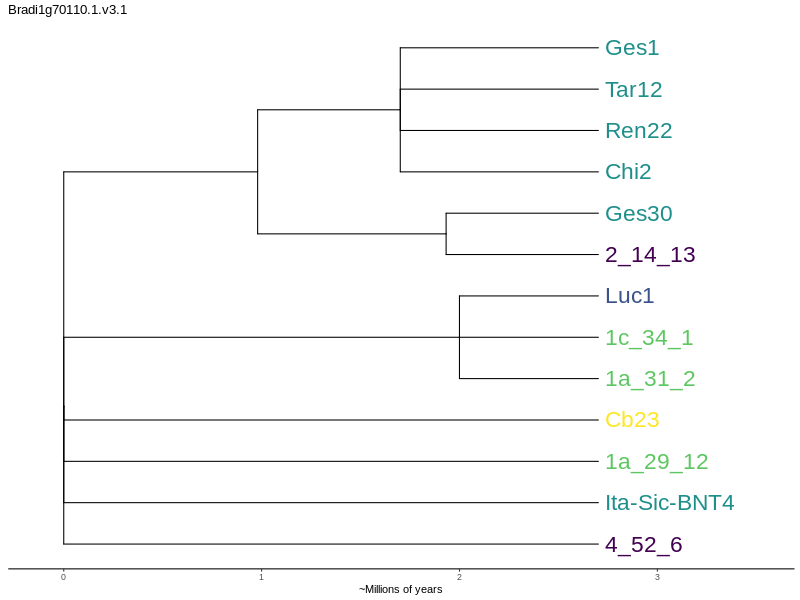 Bradi1g70110.1.v3.1
Ges1
Tar12
Ren22
Chi2
Ges30
2_14_13
Luc1
1c_34_1
1a_31_2
Cb23
1a_29_12
Ita-Sic-BNT4
4_52_6
0 1 2 3
~Millions of years